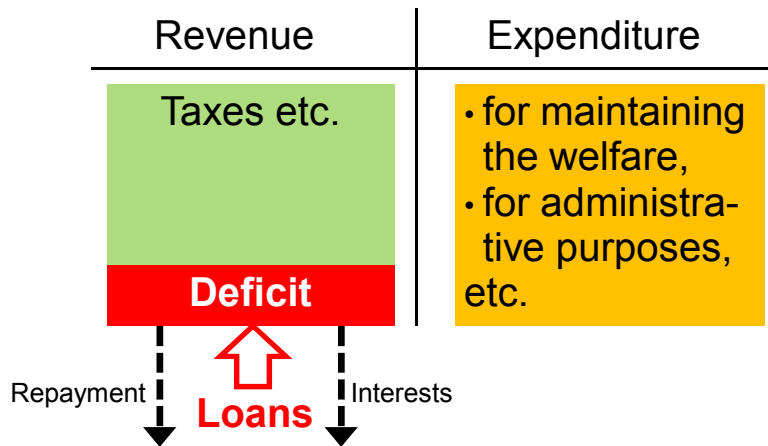 Revenue
Expenditure
Taxes etc.
Deficit
• for maintaining
the welfare,
• for administra-
tive purposes,
etc.
Repayment
Loans
Interests